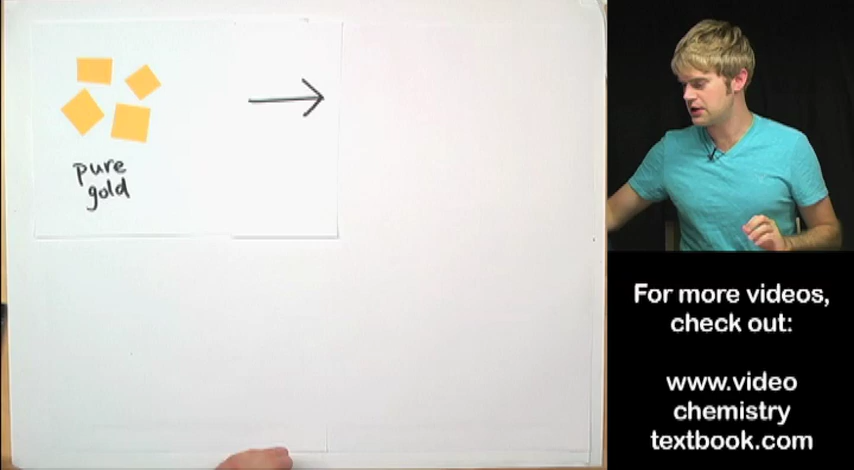 pure
gold
For more videos,
check out:
www.video
chemistry
textbook.com